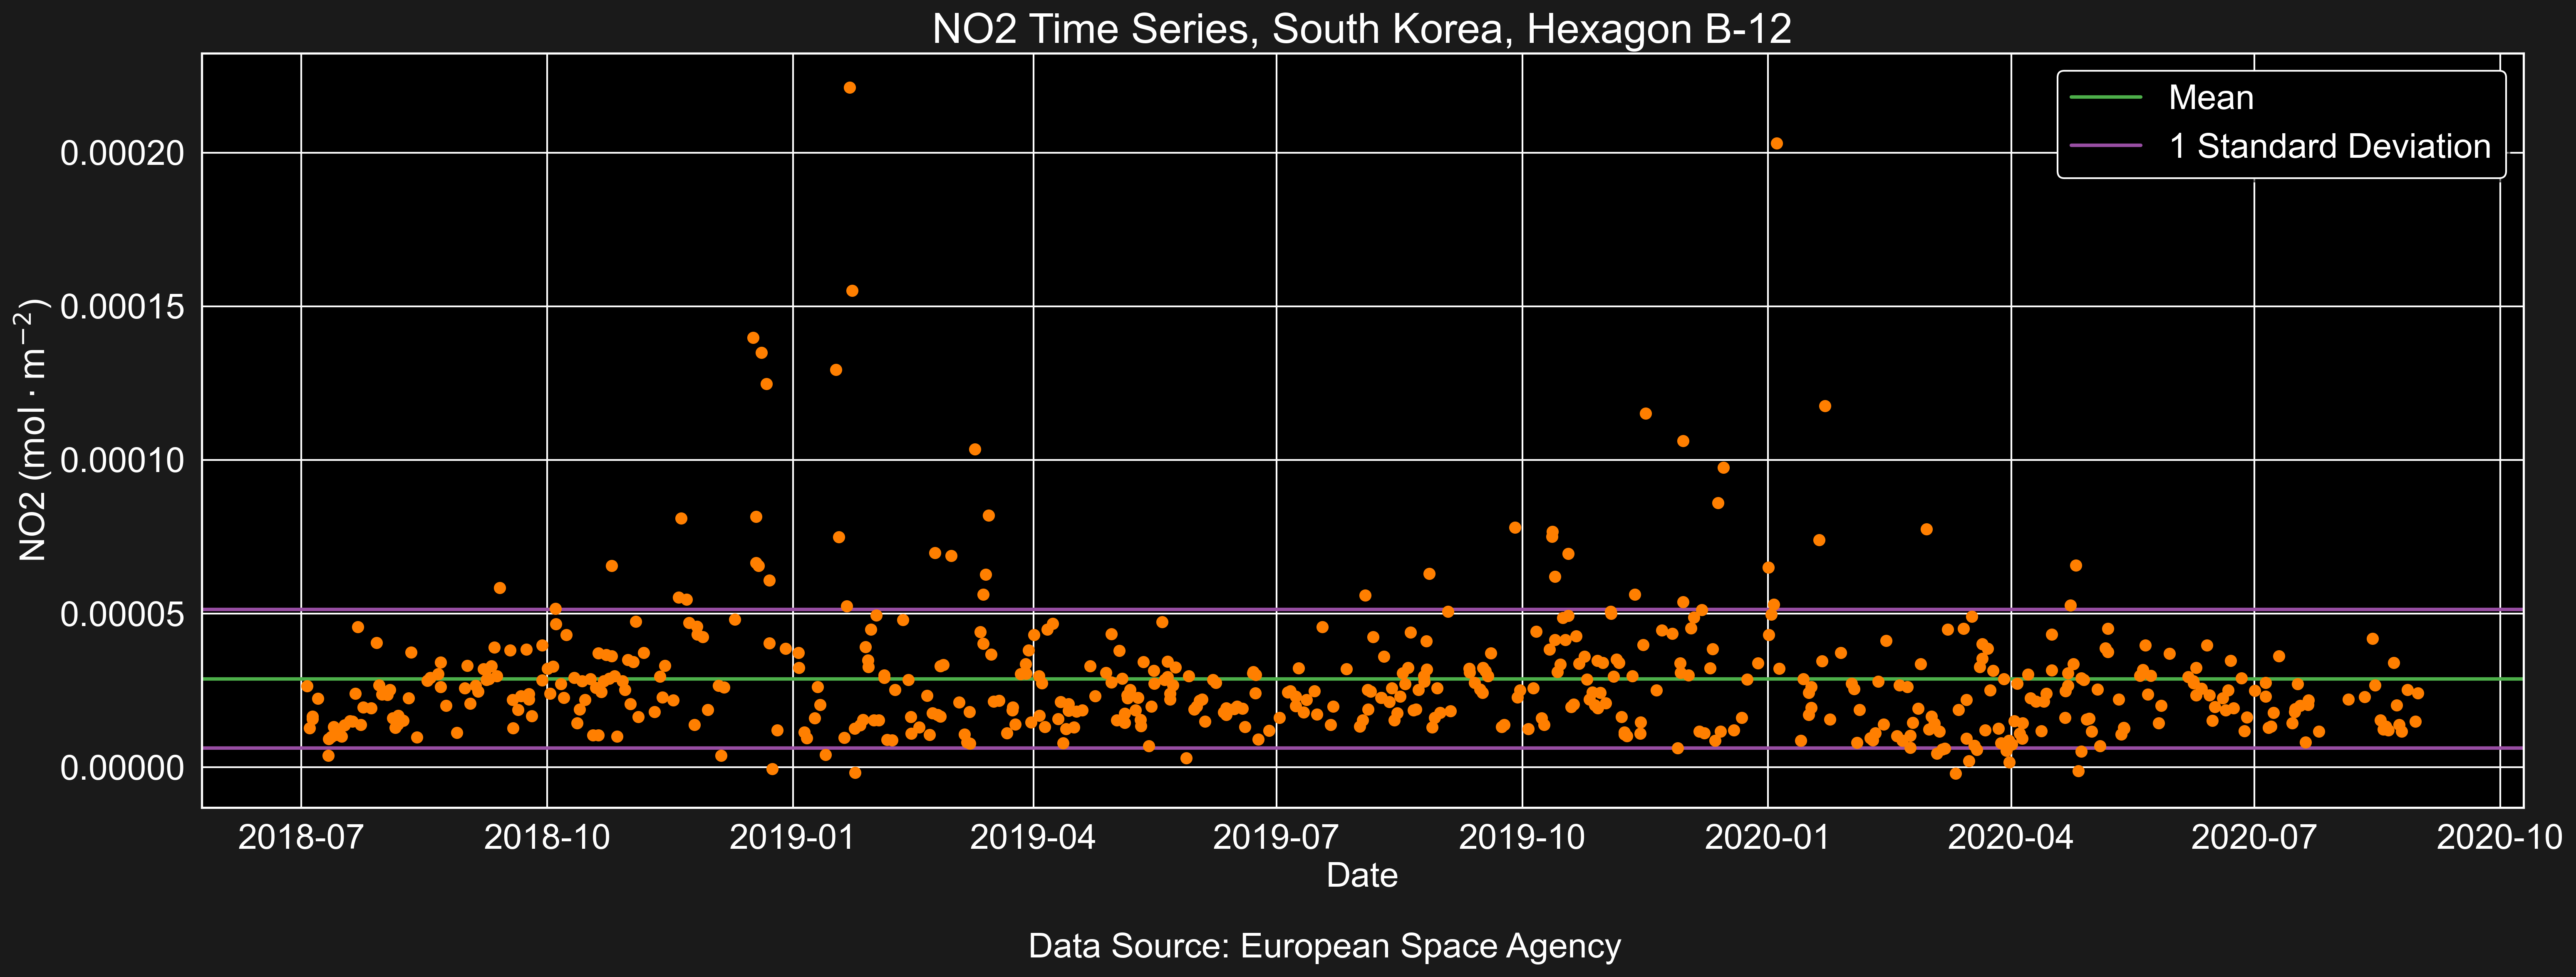 NO2 Time Series, South Korea, Hexagon B-12
Mean
1 Standard Deviation
NO2 (mol · m⁻²)
0.00020
0.00015
0.00010
0.00005
0.00000
2018-07 2018-10 2019-01 2019-04 2019-07 2019-10 2020-01 2020-04 2020-07 2020-10
Date
Data Source: European Space Agency